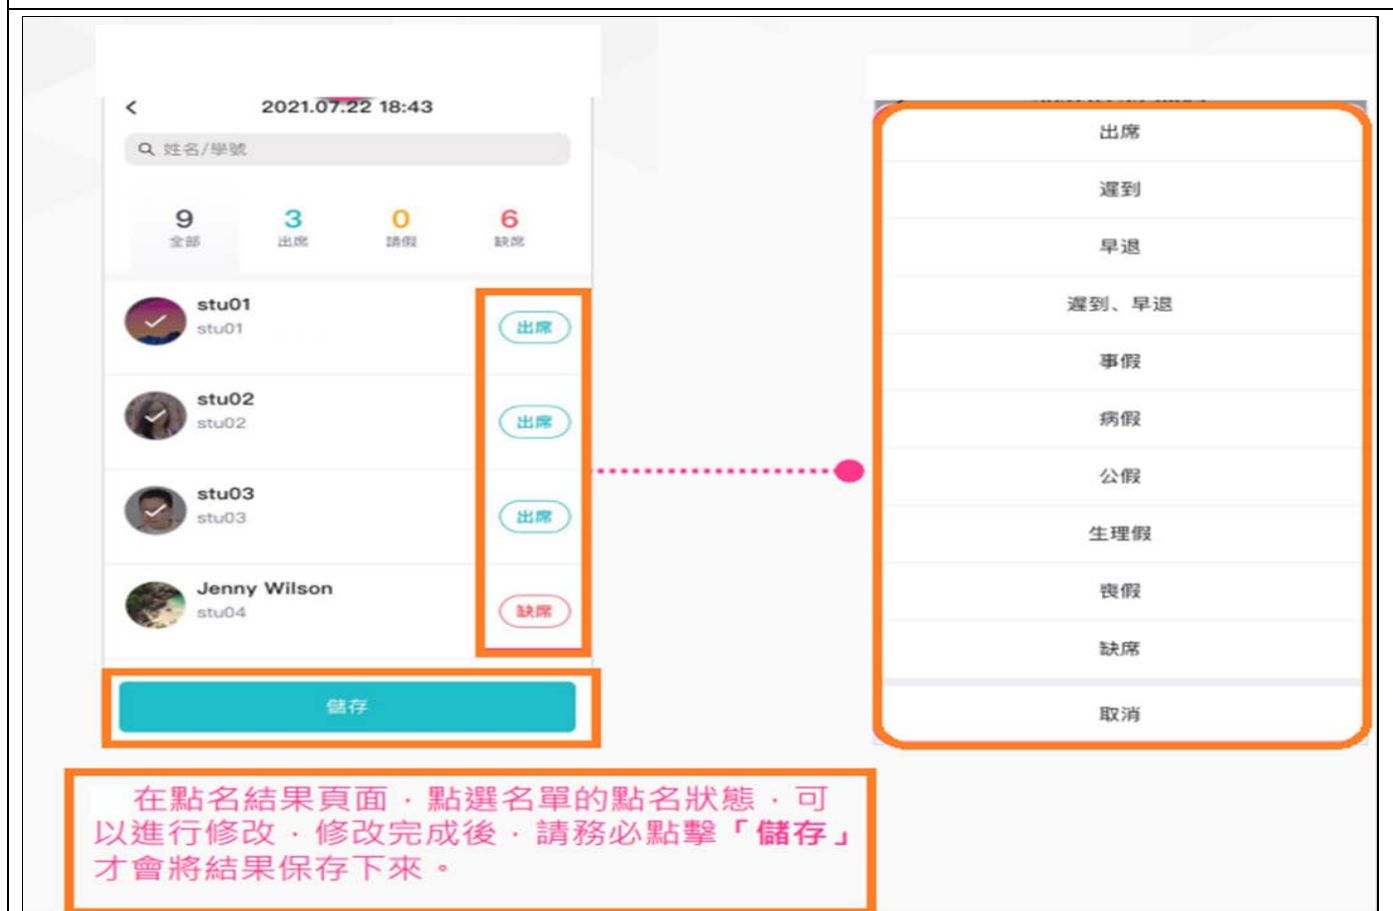 2021.07.22 18:43
姓名/學號
9 3 0 6
全部 出席 請假 缺席
stu01
stu01
出席
stu02
stu02
出席
stu03
stu03
出席
Jenny Wilson
stu04
缺席
儲存
出席
遲到
早退
遲到、早退
事假
病假
公假
生理假
喪假
缺席
取消
在點名結果頁面，點選名單的點名狀態，可
以進行修改，修改完成後，請務必點擊「儲存」
才會將結果保存下來。